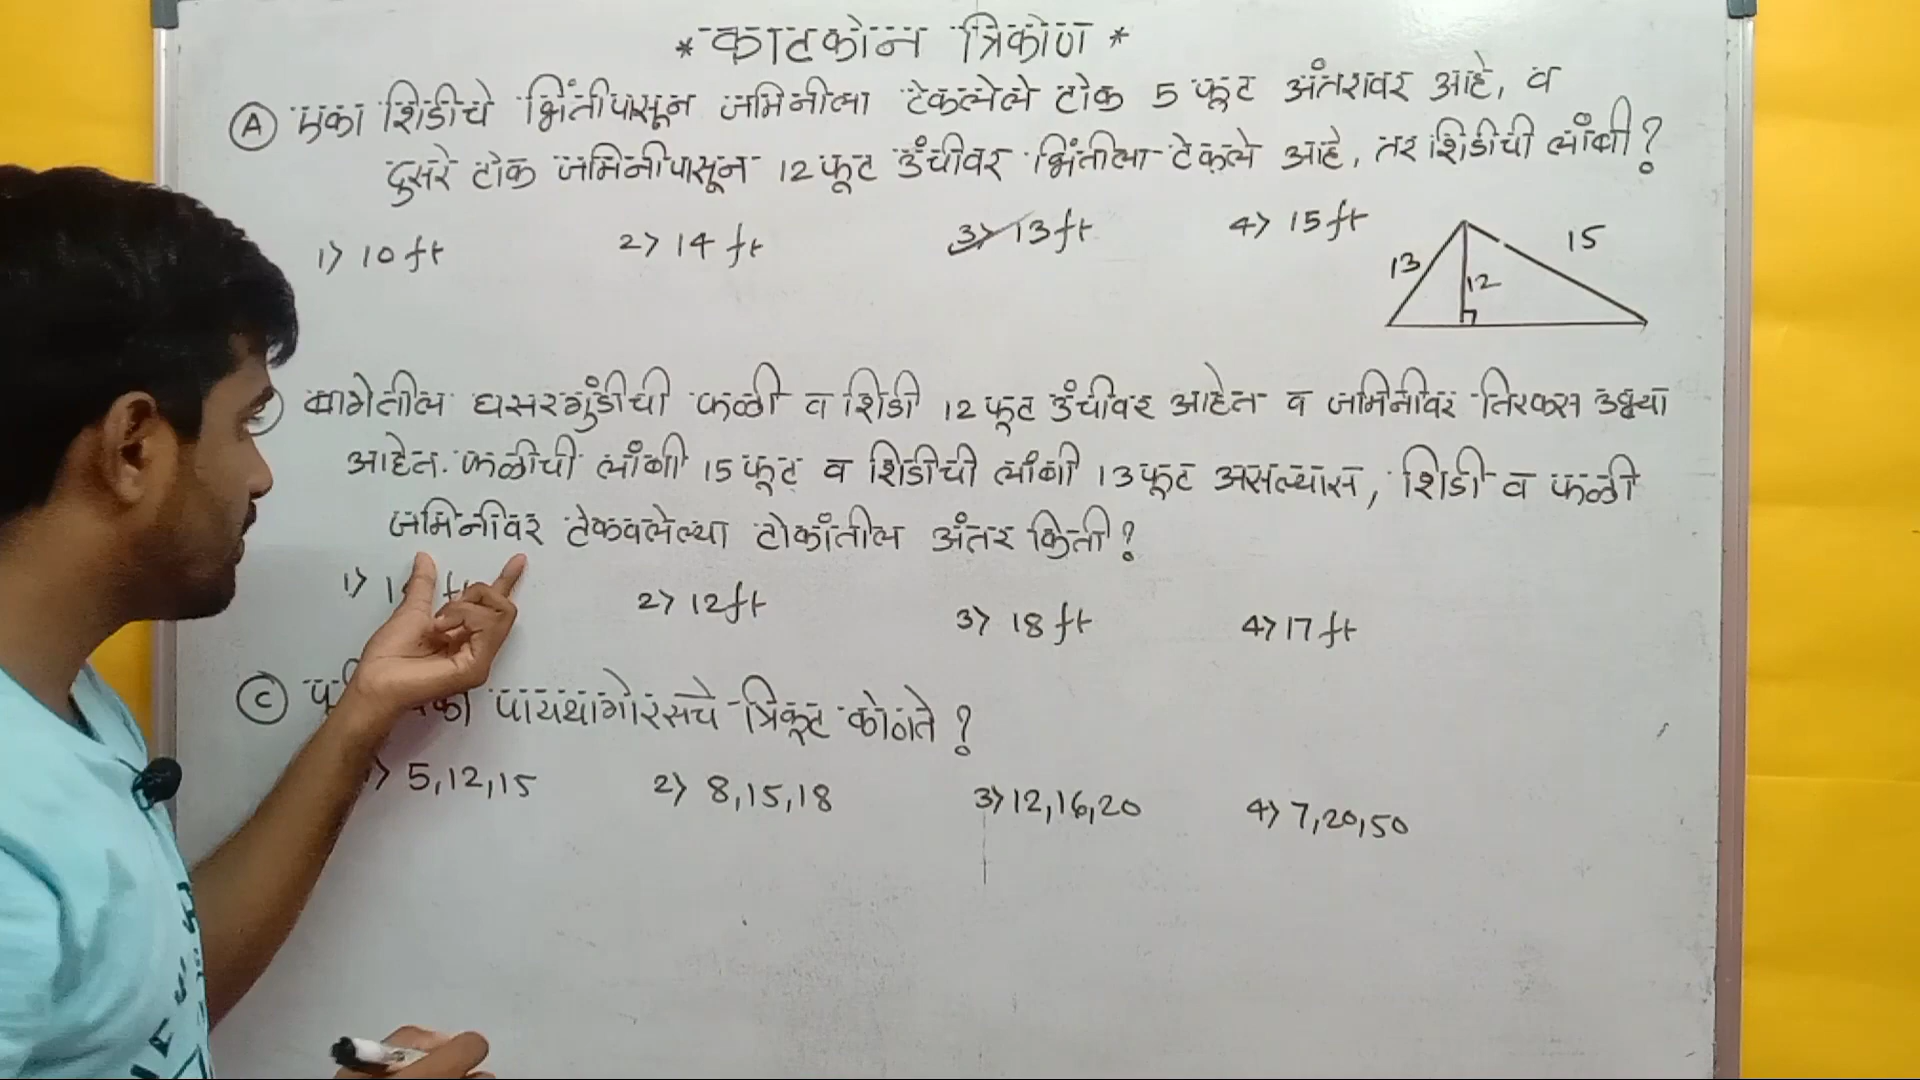 * काटकोन त्रिकोण *
(A) एका शिडीचे भिंतीपासून जमिनीला टेकलेले टोक 5 फूट अंतरावर आहे, व
दुसरे टोक जमिनीपासून 12 फूट उंचीवर भिंतीला टेकले आहे, तर शिडीची लांबी?
1> 10 ft 2> 14 ft 3> 13 ft 4> 15 ft
13 12 15
बागेतील घसरगुंडीची फळी व शिडी 12 फूट उंचीवर आहेत व जमिनीवर तिरकस उभ्या
आहेत. फळीची लांबी 15 फूट व शिडीची लांबी 13 फूट असल्यास, शिडी व फळी
जमिनीवर टेकवलेल्या टोकांतील अंतर किती?
1> ft 2> 12 ft 3> 18 ft 4> 17 ft
(C) पायथागोरसचे त्रिकूट कोणते?
> 5,12,15 2> 8,15,18 3> 12,16,20 4> 7,20,50